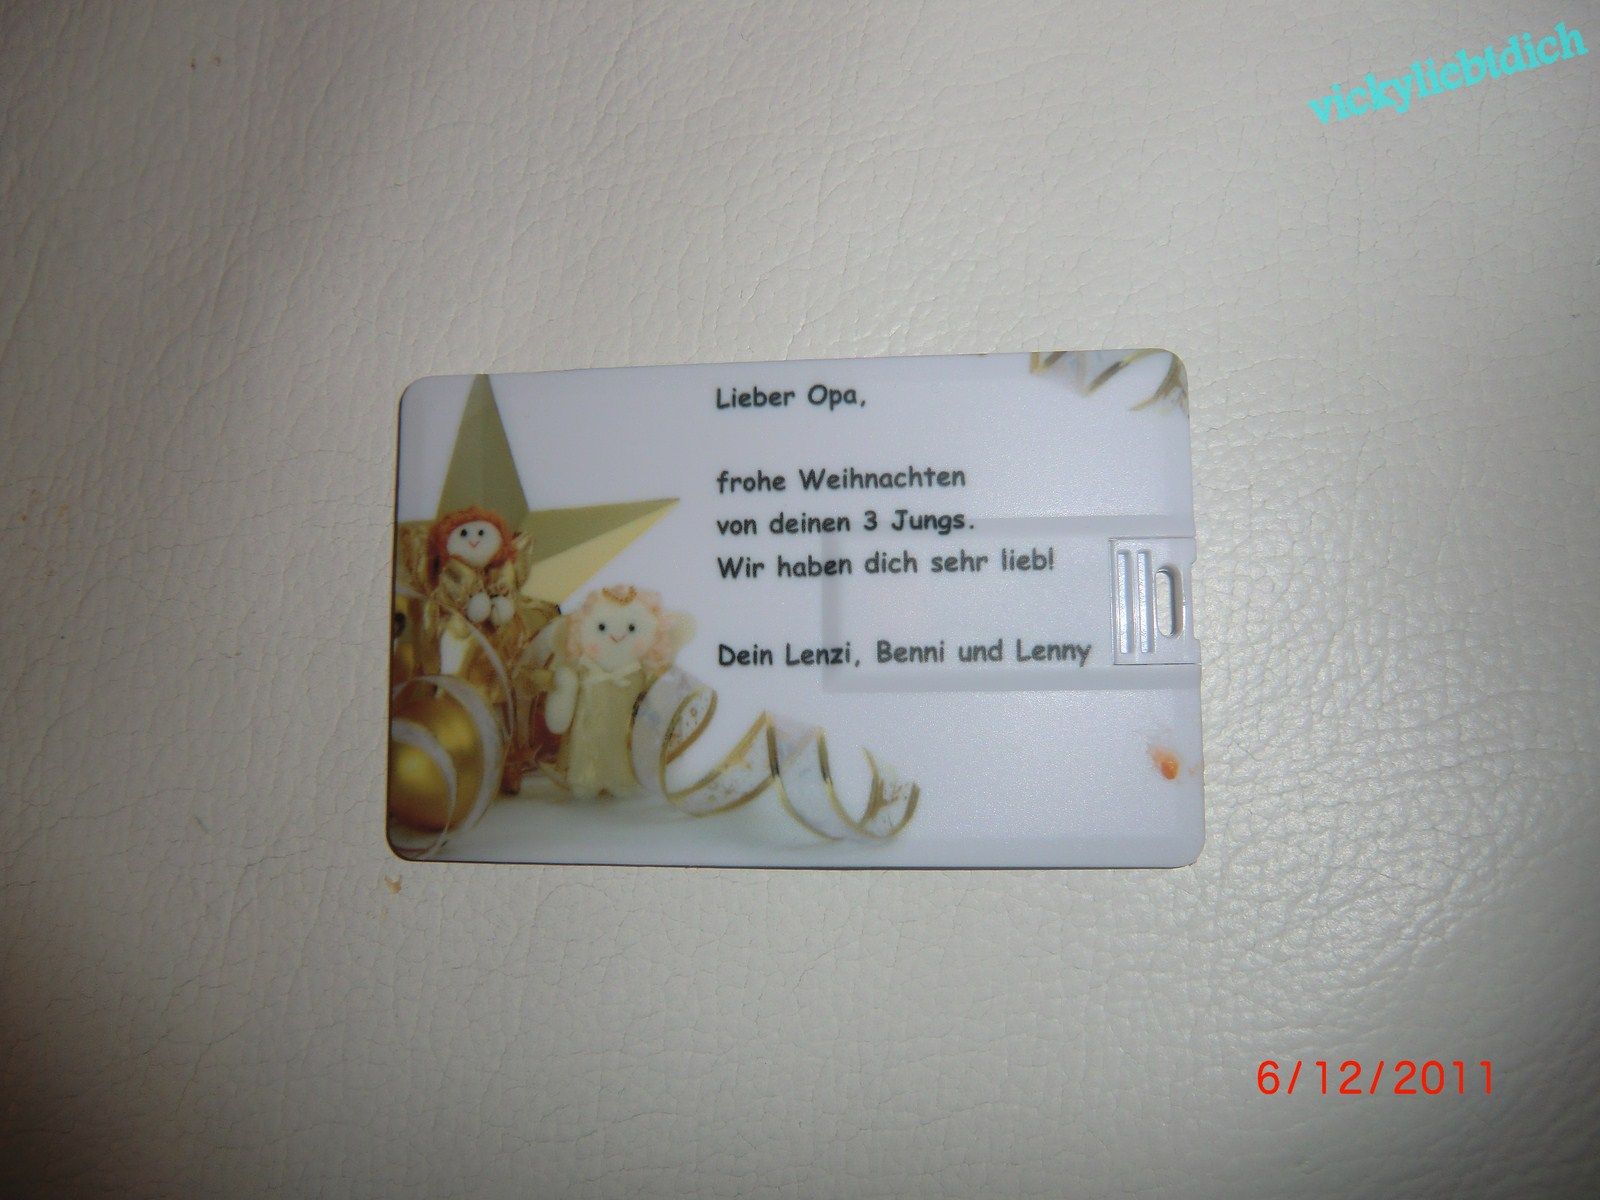 vickyliebtdich
Lieber Opa,
frohe Weihnachten
von deinen 3 Jungs.
Wir haben dich sehr lieb!
Dein Lenzi, Benni und Lenny
6/12/2011